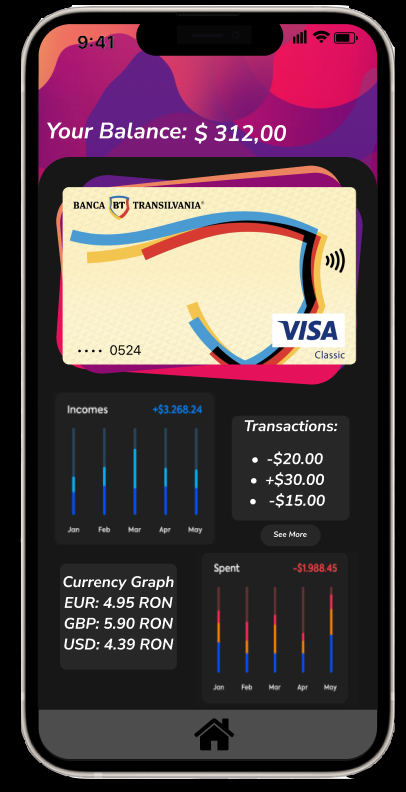 9:41
Your Balance: $ 312,00
BANCA BT TRANSILVANIA®
VISA
•••• 0524
Classic
Incomes +$3.268.24
Jan Feb Mar Apr May
Transactions:
• -$20.00
• +$30.00
• -$15.00
See More
Currency Graph
EUR: 4.95 RON
GBP: 5.90 RON
USD: 4.39 RON
Spent -$1.988.45
Jan Feb Mar Apr May